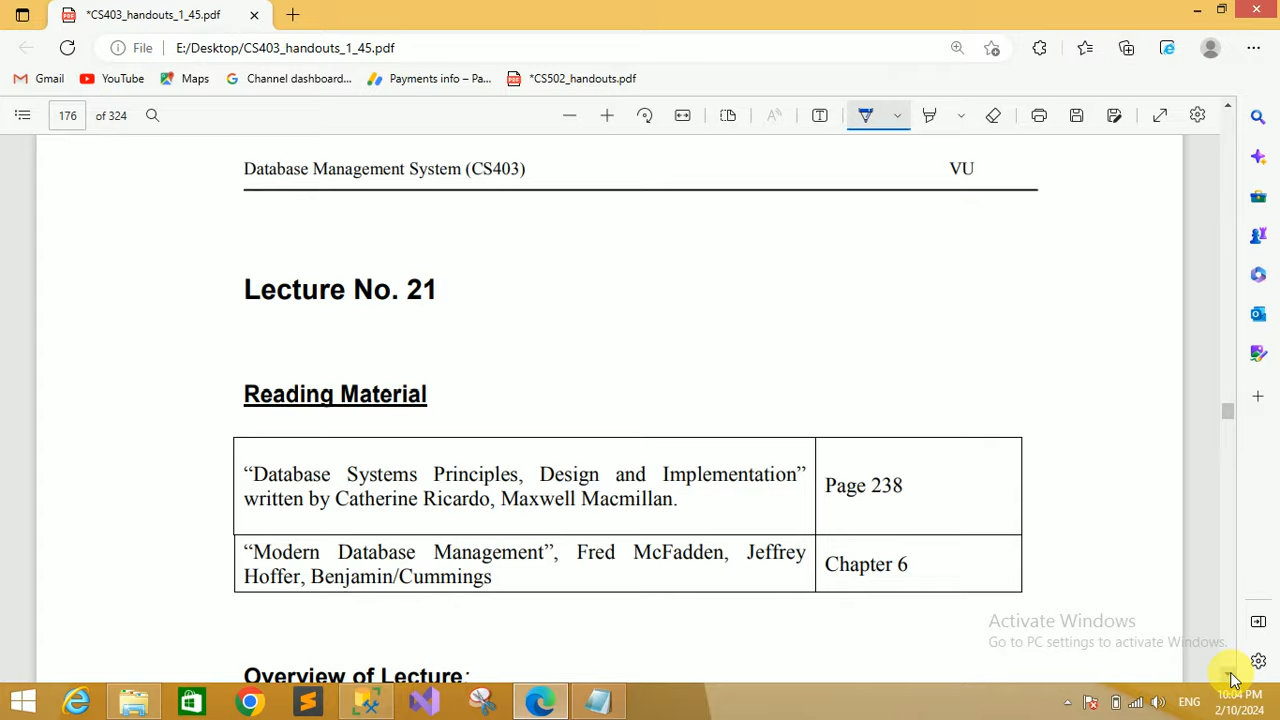 *CS403_handouts_1_45.pdf
File
E:/Desktop/CS403_handouts_1_45.pdf
Gmail
YouTube
Maps
Channel dashboard...
Payments info – Pa...
*CS502_handouts.pdf
176
of 324
Database Management System (CS403)
VU
Lecture No. 21
Reading Material
“Database Systems Principles, Design and Implementation”
written by Catherine Ricardo, Maxwell Macmillan.
Page 238
“Modern Database Management”, Fred McFadden, Jeffrey
Hoffer, Benjamin/Cummings
Chapter 6
Overview of Lecture:
Activate Windows
Go to PC settings to activate Windows.
ENG
10:04 PM
2/10/2024